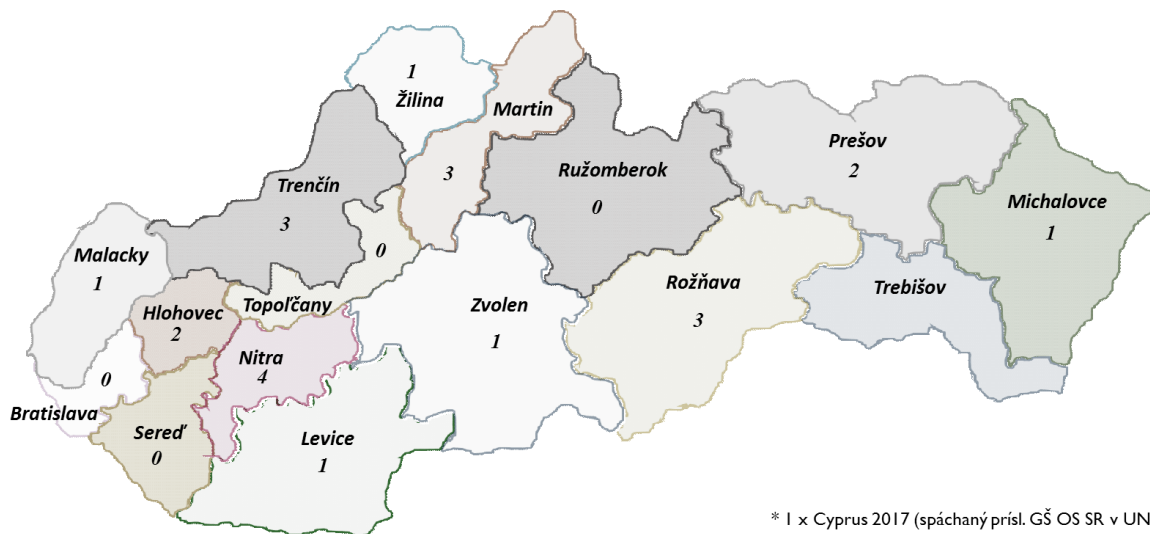 1
Žilina
Martin
3
Trenčín
3
Ružomberok
0
Prešov
2
Michalovce
1
Malacky
1
0
Topoľčany
Hlohovec
2
Zvolen
1
Rožňava
3
Trebišov
Nitra
4
0
Bratislava
Sereď
0
Levice
1
* 1 x Cyprus 2017 (spáchaný prísl. GŠ OS SR v UN